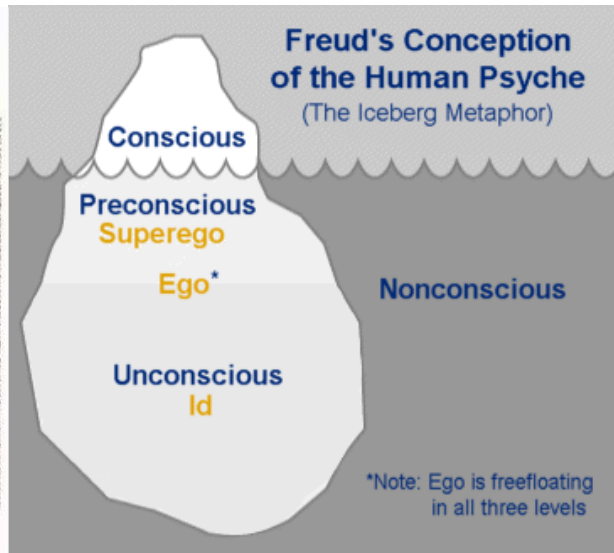 Freud's Conception
of the Human Psyche
(The Iceberg Metaphor)
Conscious
Preconscious
Superego
Ego*
Nonconscious
Unconscious
Id
*Note: Ego is freefloating
in all three levels